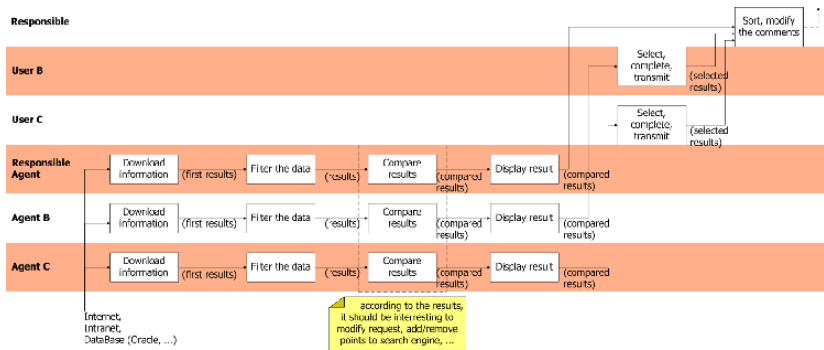 Responsible
Sort, modify
the comments
User B
Select,
complete,
transmit
(selected
results)
User C
Select,
complete,
transmit
(selected
results)
Responsible
Agent
Download
information
(first results)
Filter the data
(results)
Compare
results
(compared
results)
Display result
(compared
results)
Agent B
Download
information
(first results)
Filter the data
(results)
Compare
results
(compared
results)
Display result
(compared
results)
Agent C
Download
information
(first results)
Filter the data
(results)
Compare
results
(compared
results)
Display result
(compared
results)
Internet,
Intranet,
DataBase (Oracle, ...)
according to the results,
it should be interresting to
modify request, add/remove
points to search engine, ...